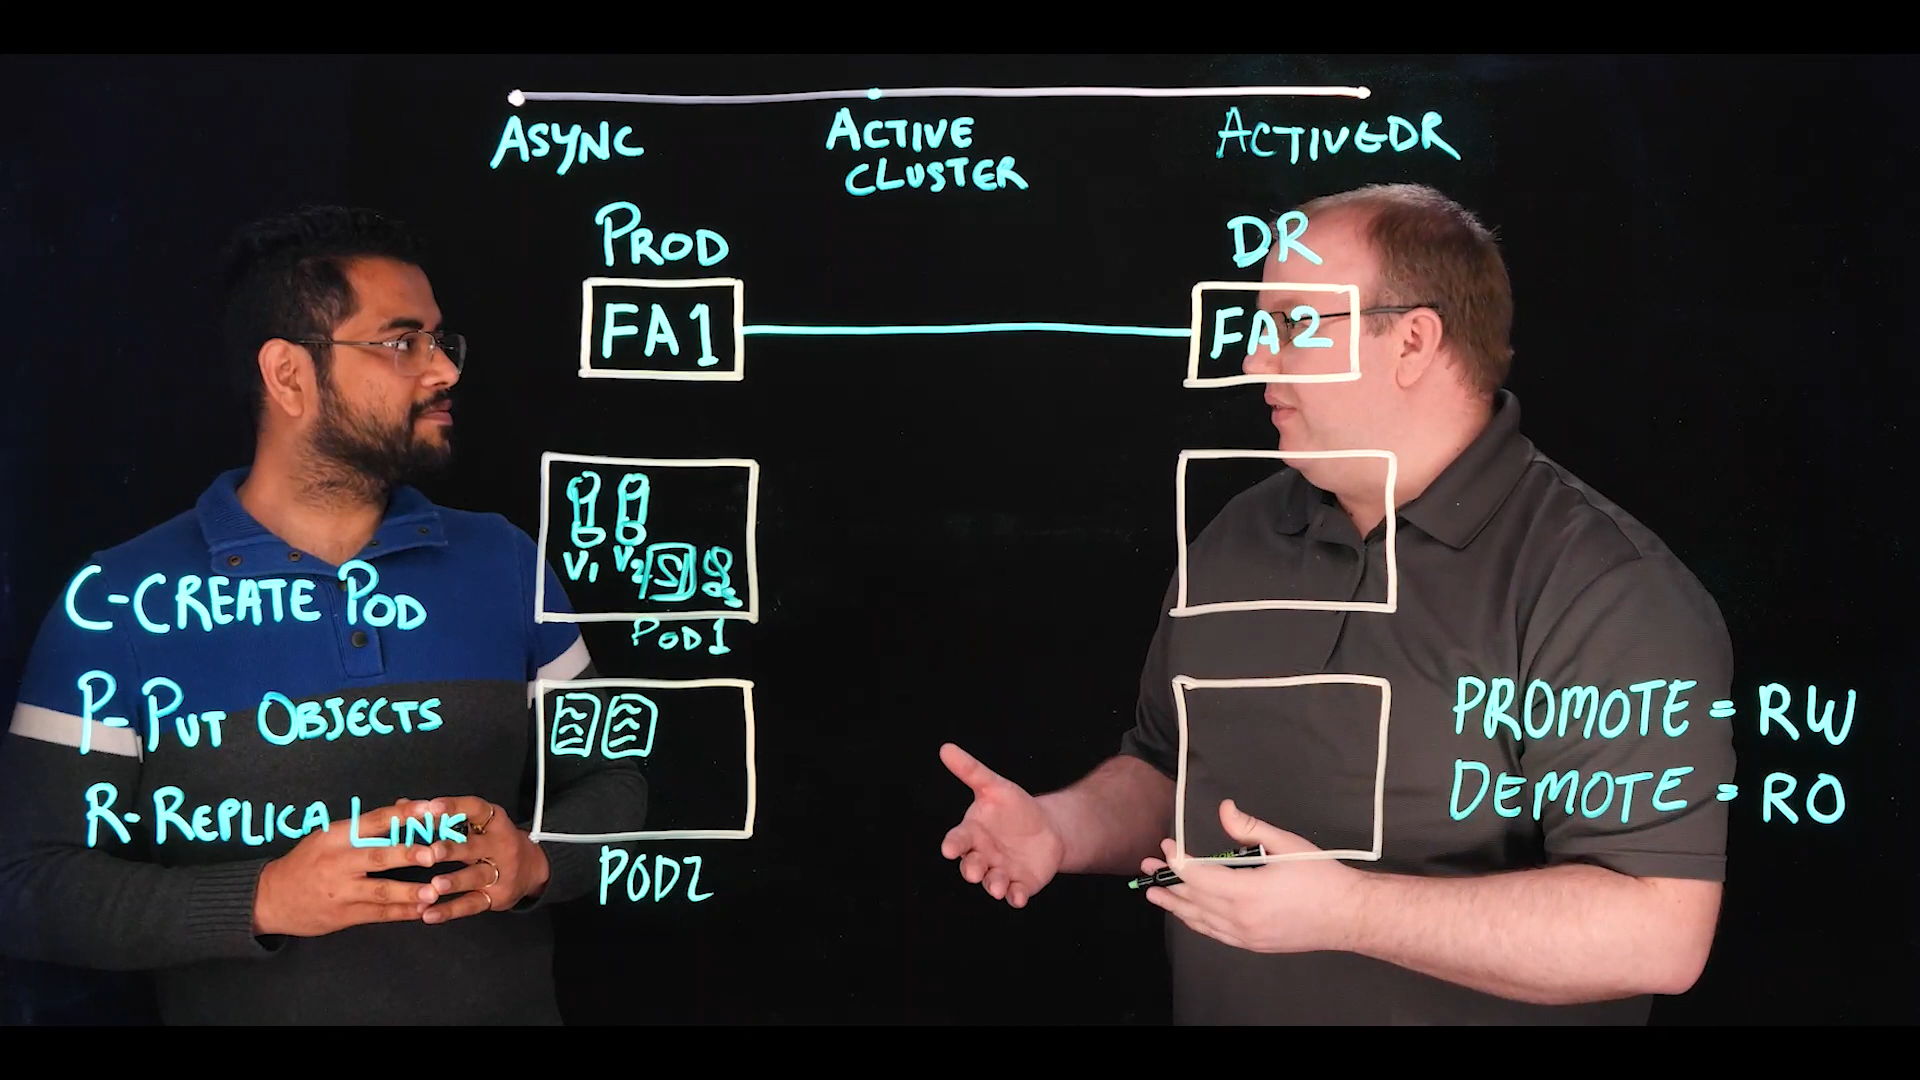 ASYNC
ACTIVE CLUSTER
ACTIVEDR
PROD
DR
FA1
FA2
V1
V2
S
POD1
C-CREATE POD
P-PUT OBJECTS
R-REPLICA LINK
POD2
PROMOTE = RW
DEMOTE = RO